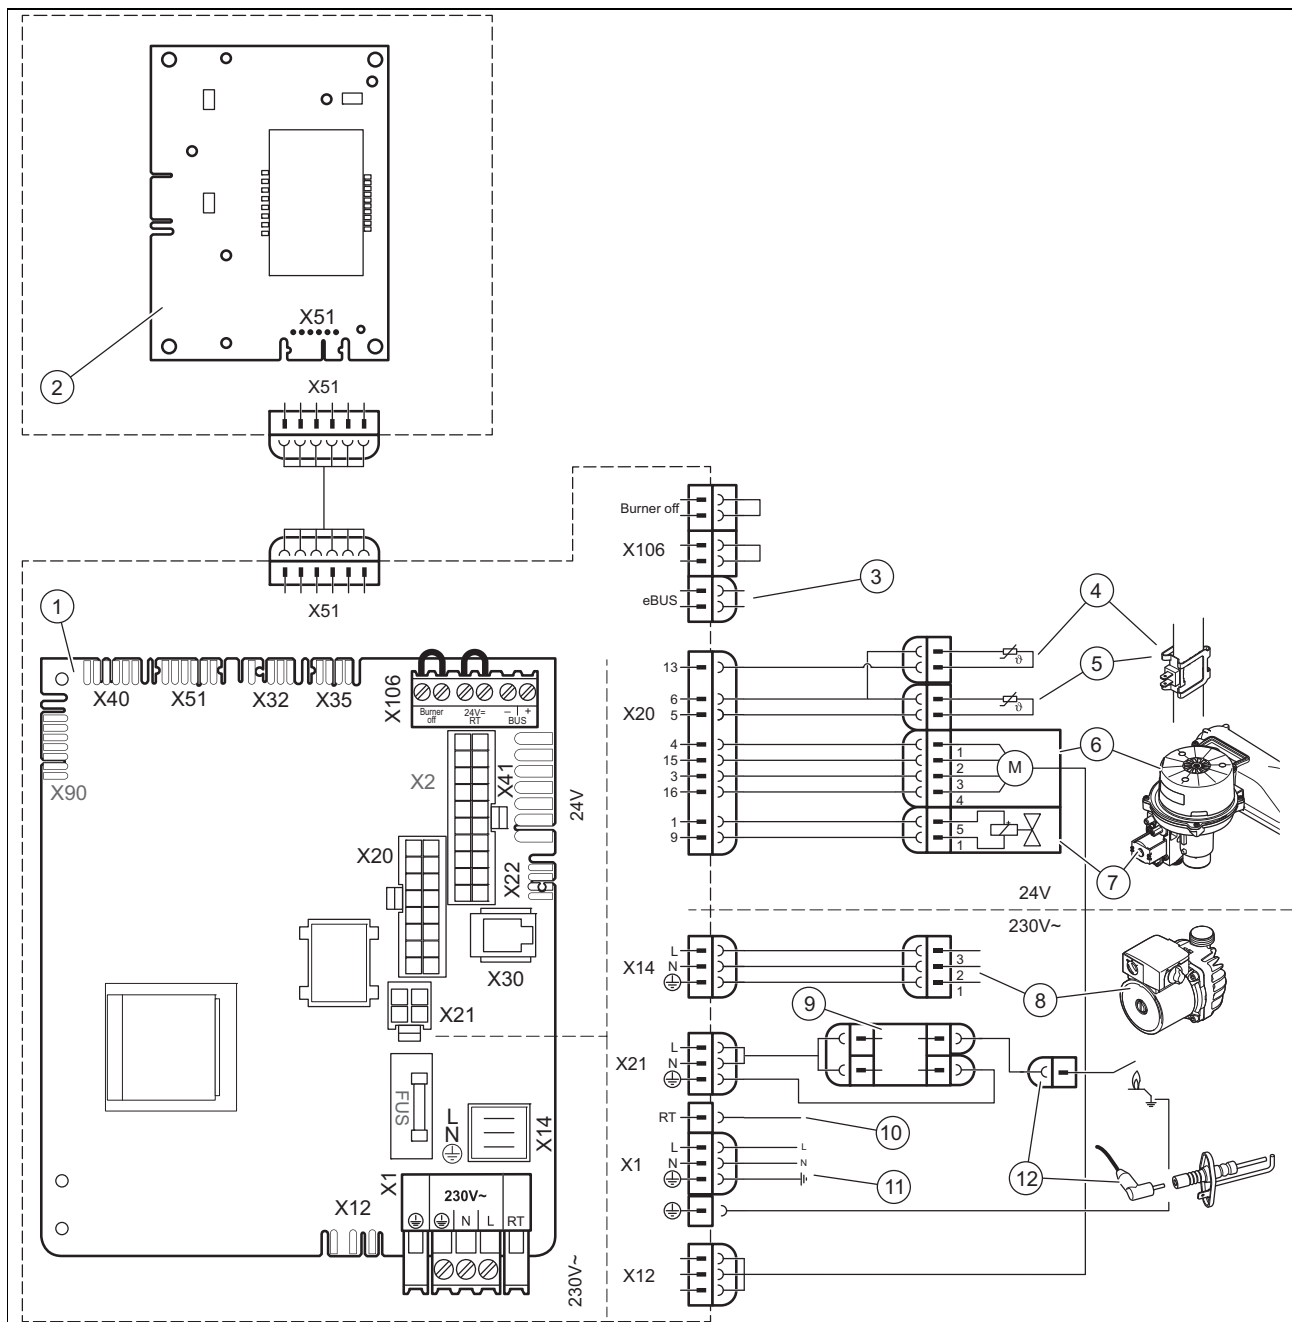 X51
2
X51
X51
Burner off
X106
eBUS
3
1
X40
X51
X32
X35
X106
Burner off
24V=
RT
– | +
BUS
X90
X2
X41
24V
X20
X22
C
X30
X21
FUS
L
N
X14
X1
230V~
N
L
RT
X12
230V~
X20
13
6
5
4
15
3
16
1
9
ϑ
ϑ
4
5
1
2
3
4
M
6
5
1
7
24V
230V~
X14
L
N
3
2
1
8
9
X21
L
N
RT
10
X1
L
N
L
N
11
12
X12